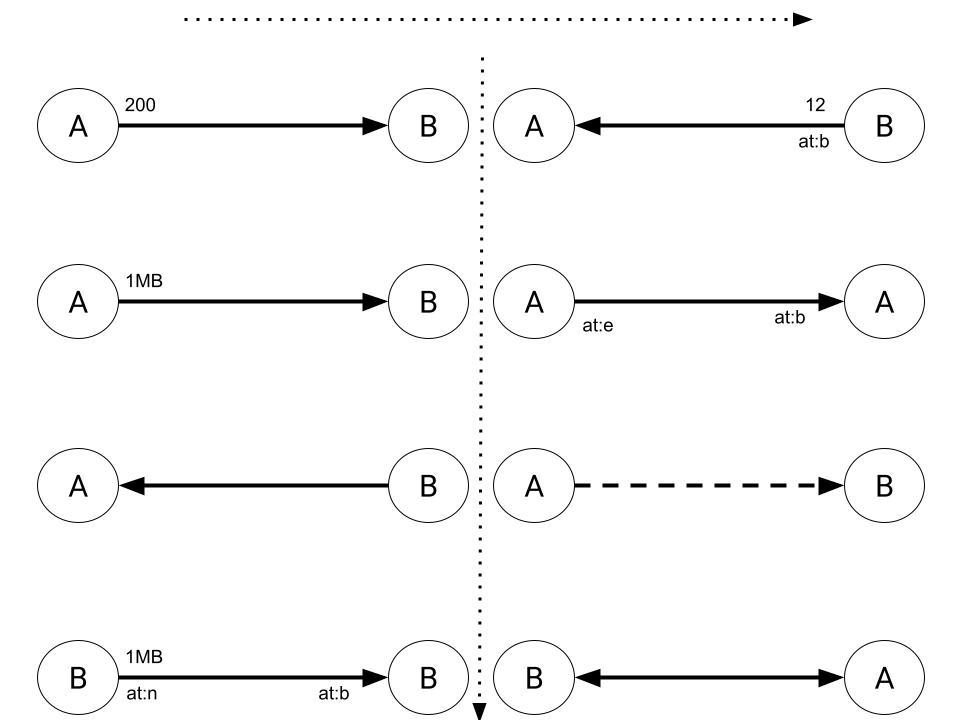 200 12
A B A B
at:b
1MB
A B A A
at:e at:b
A B A B
1MB
B B B A
at:n at:b